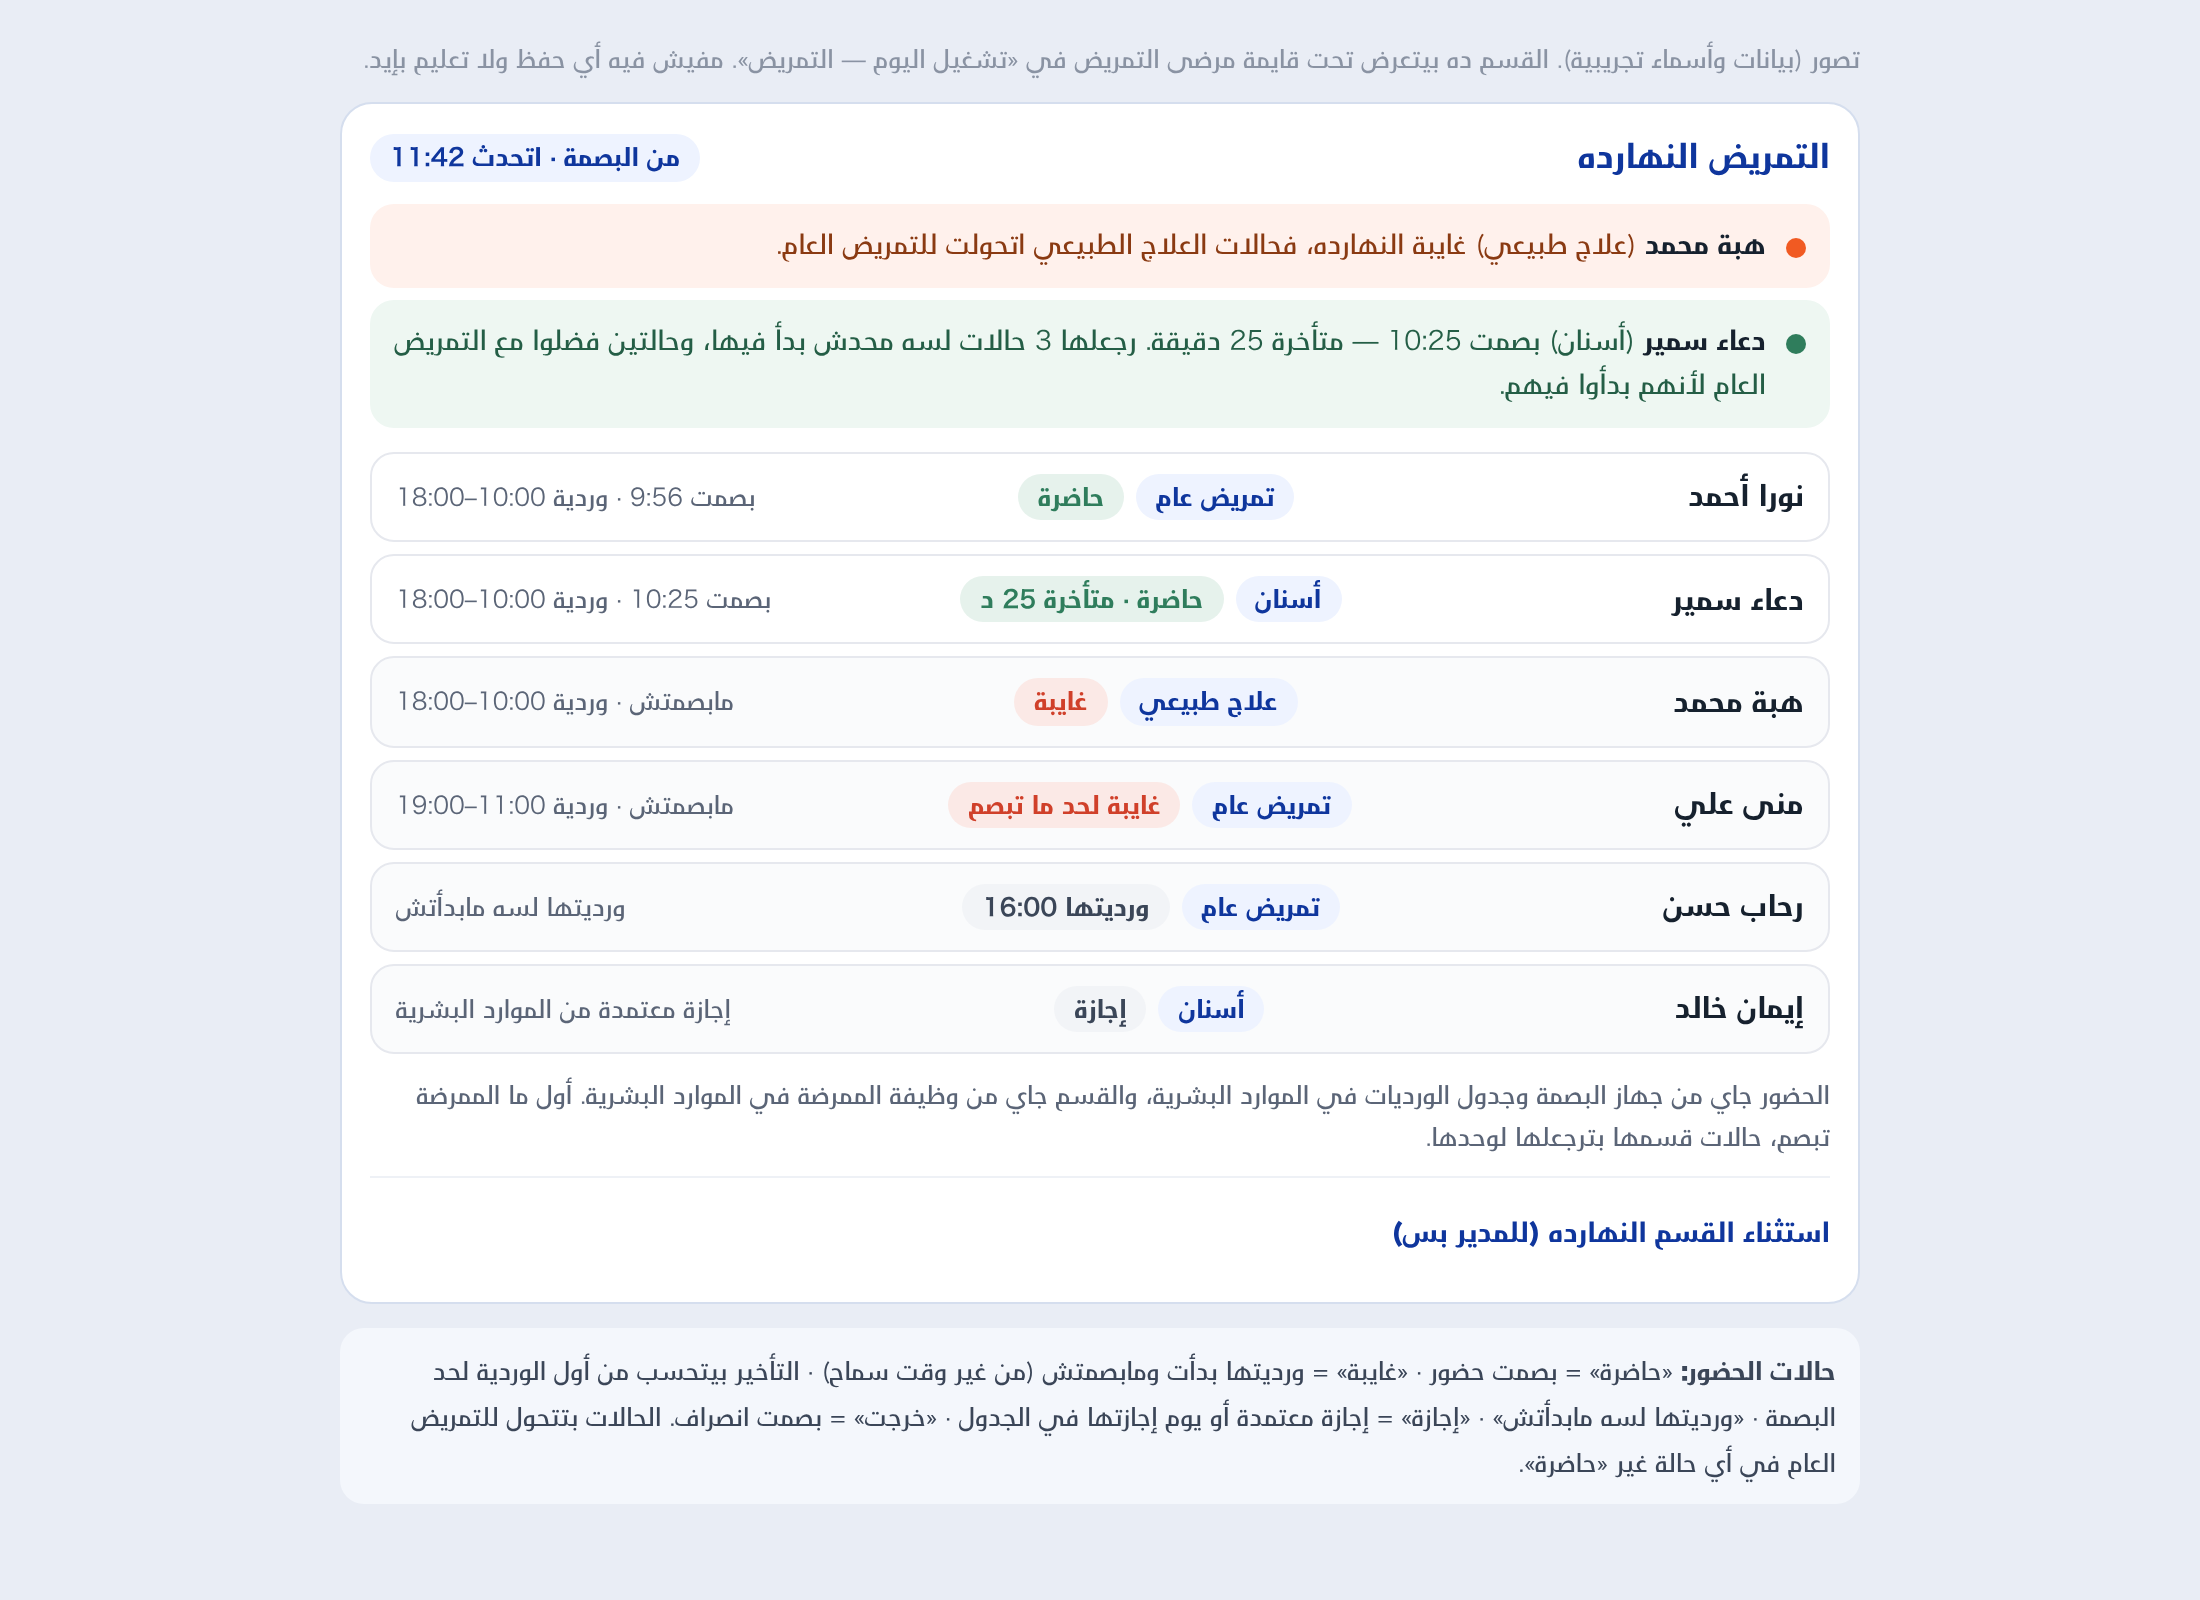 تصور (بيانات وأسماء تجريبية). القسم ده بيتعرض تحت قايمة مرضى التمريض في «تشغيل اليوم — التمريض». مفيش فيه أي حفظ ولا تعليم بإيد.
التمريض النهارده
من البصمة · اتحدث 11:42
هبة محمد (علاج طبيعي) غايبة النهارده، فحالات العلاج الطبيعي اتحولت للتمريض العام.
دعاء سمير (أسنان) بصمت 10:25 — متأخرة 25 دقيقة. رجعلها 3 حالات لسه محدش بدأ فيها، وحالتين فضلوا مع التمريض
العام لأنهم بدأوا فيهم.
نورا أحمد تمريض عام حاضرة بصمت 9:56 · وردية 10:00–18:00
دعاء سمير أسنان حاضرة · متأخرة 25 د بصمت 10:25 · وردية 10:00–18:00
هبة محمد علاج طبيعي غايبة مابصمتش · وردية 10:00–18:00
منى علي تمريض عام غايبة لحد ما تبصم مابصمتش · وردية 11:00–19:00
رحاب حسن تمريض عام ورديتها 16:00 ورديتها لسه مابدأتش
إيمان خالد أسنان إجازة إجازة معتمدة من الموارد البشرية
الحضور جاي من جهاز البصمة وجدول الورديات في الموارد البشرية، والقسم جاي من وظيفة الممرضة في الموارد البشرية. أول ما الممرضة
تبصم، حالات قسمها بترجعلها لوحدها.
استثناء القسم النهارده (للمدير بس)
حالات الحضور: «حاضرة» = بصمت حضور · «غايبة» = ورديتها بدأت ومابصمتش (من غير وقت سماح) · التأخير بيتحسب من أول الوردية لحد
البصمة · «ورديتها لسه مابدأتش» · «إجازة» = إجازة معتمدة أو يوم إجازتها في الجدول · «خرجت» = بصمت انصراف. الحالات بتتحول للتمريض
العام في أي حالة غير «حاضرة».